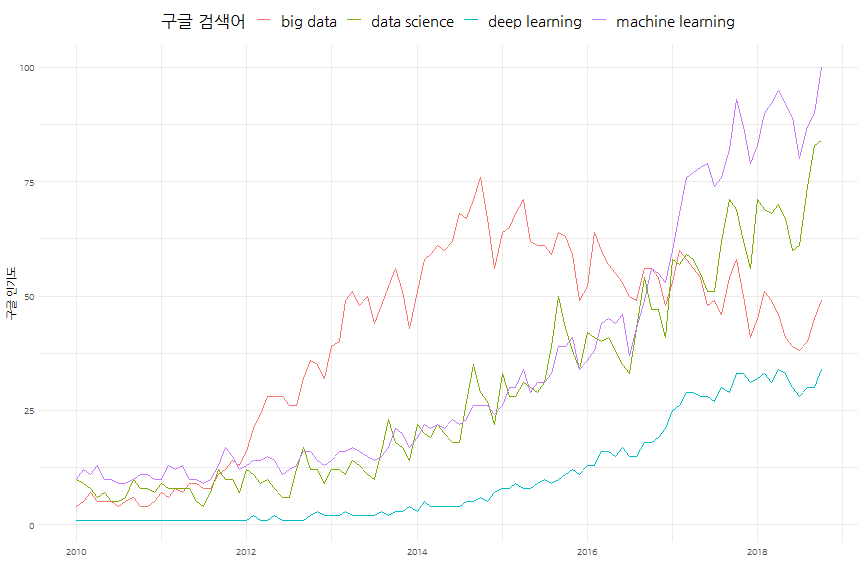 구글 검색어 big data data science deep learning machine learning
100
75
구글 인기도
50
25
0
2010 2012 2014 2016 2018